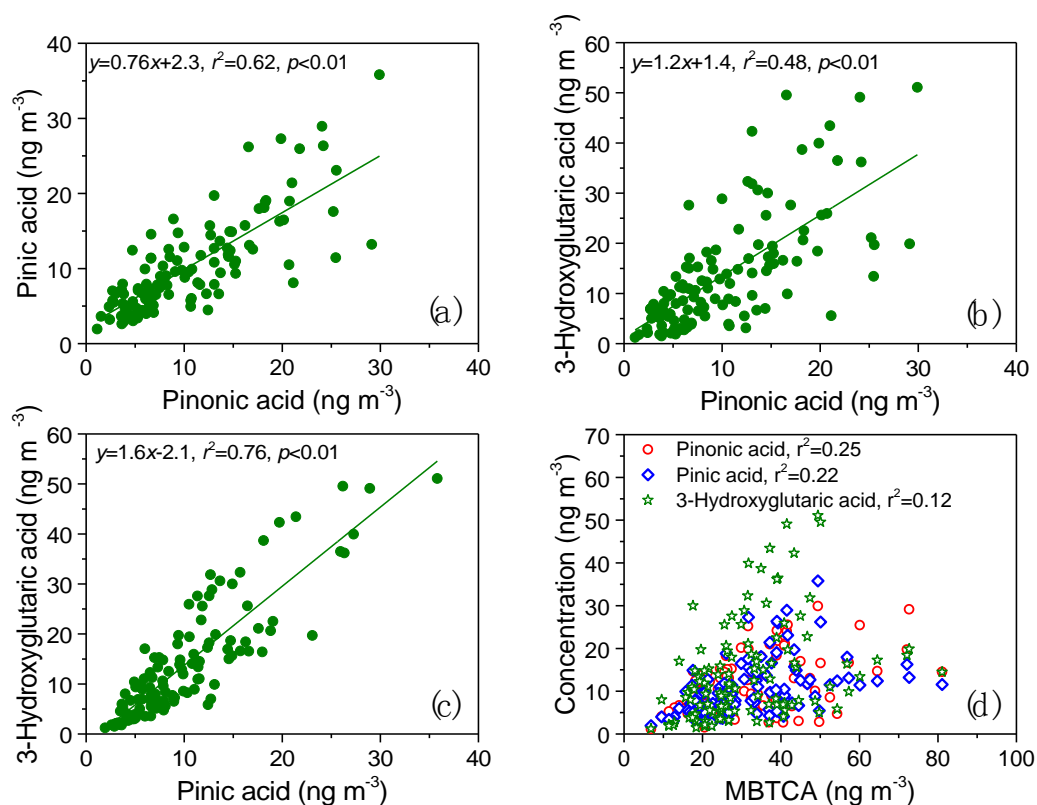 y=0.76x+2.3, r²=0.62, p<0.01
40
30
20
10
0
Pinic acid (ng m⁻³)
(a)
0 10 20 30 40
Pinonic acid (ng m⁻³)
y=1.2x+1.4, r²=0.48, p<0.01
60
50
40
30
20
10
0
3-Hydroxyglutaric acid (ng m⁻³)
(b)
0 10 20 30 40
Pinonic acid (ng m⁻³)
y=1.6x-2.1, r²=0.76, p<0.01
60
50
40
30
20
10
0
3-Hydroxyglutaric acid (ng m⁻³)
(c)
0 10 20 30 40
Pinic acid (ng m⁻³)
70
60
50
40
30
20
10
0
Concentration (ng m⁻³)
Pinonic acid, r²=0.25
Pinic acid, r²=0.22
3-Hydroxyglutaric acid, r²=0.12
(d)
0 20 40 60 80 100
MBTCA (ng m⁻³)